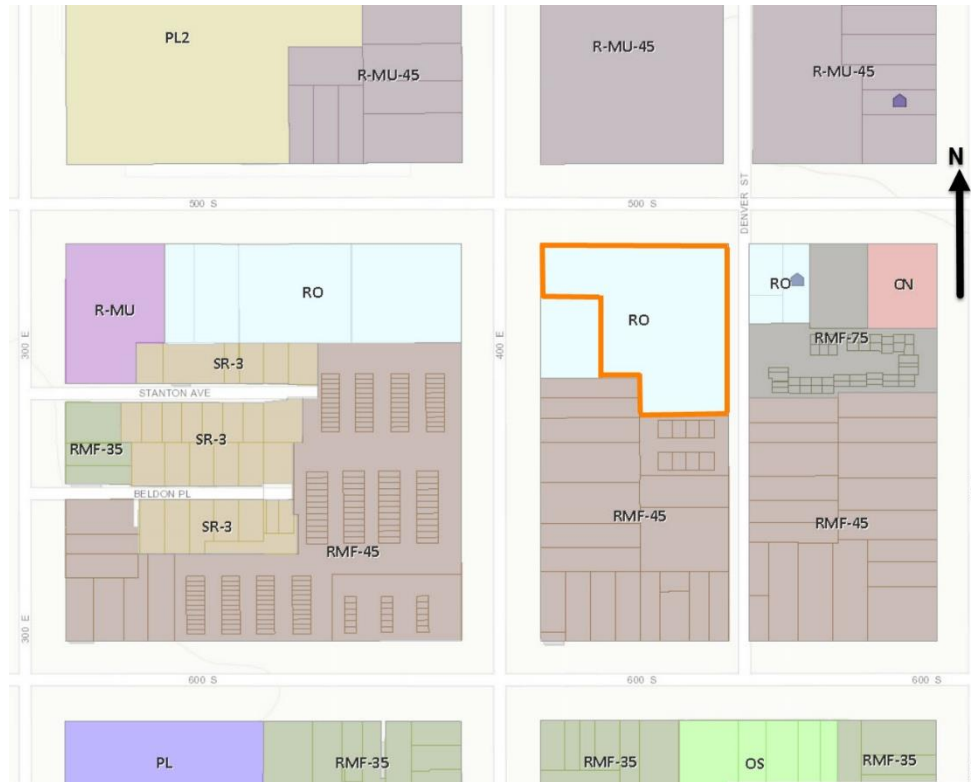 PL2
R-MU-45
R-MU-45
R-MU-45
N
500 S
500 S
DENVER ST
R-MU
RO
RO
RO
CN
300 E
400 E
SR-3
RMF-75
STANTON AVE
RMF-35
SR-3
BELDON PL
SR-3
RMF-45
RMF-45
RMF-45
300 E
600 S
600 S
600 S
PL
RMF-35
RMF-35
OS
RMF-35